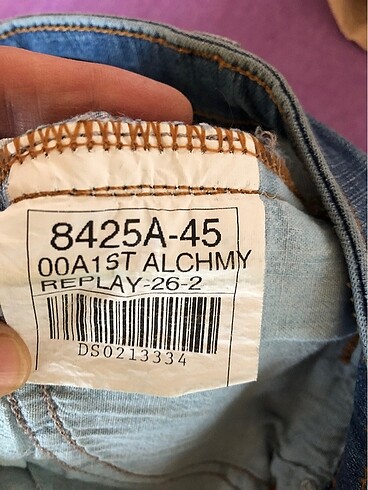 8425A-45
00A1ST ALCHMY
REPLAY-26-2
DS0213334